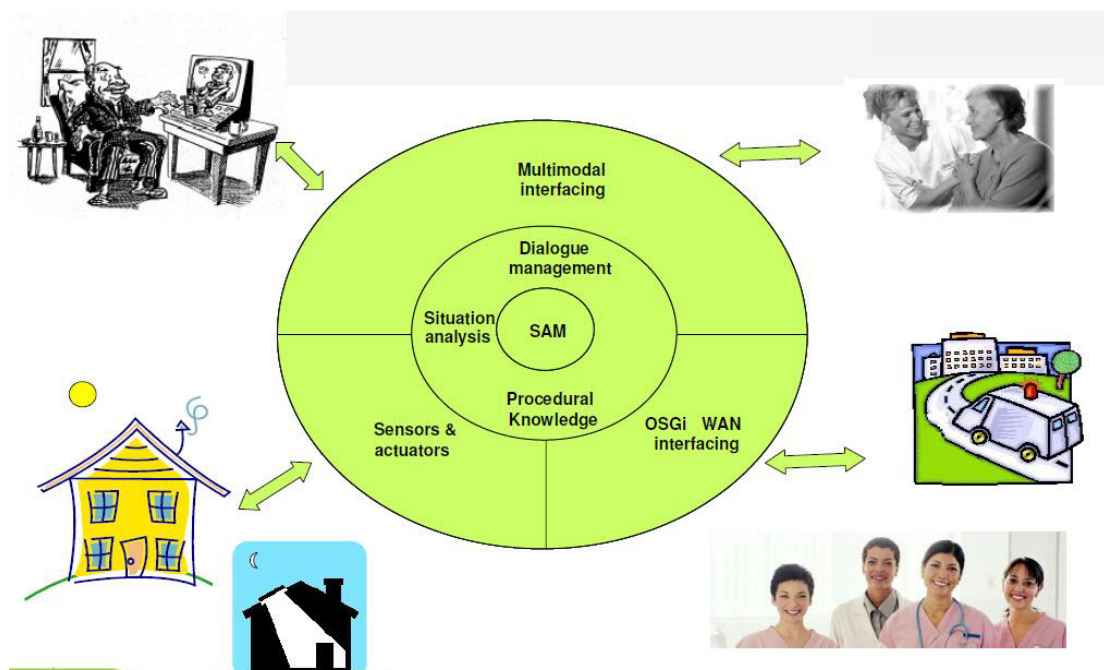 Multimodal
interfacing
Dialogue
management
Situation
analysis
SAM
Procedural
Knowledge
Sensors &
actuators
OSGi WAN
interfacing